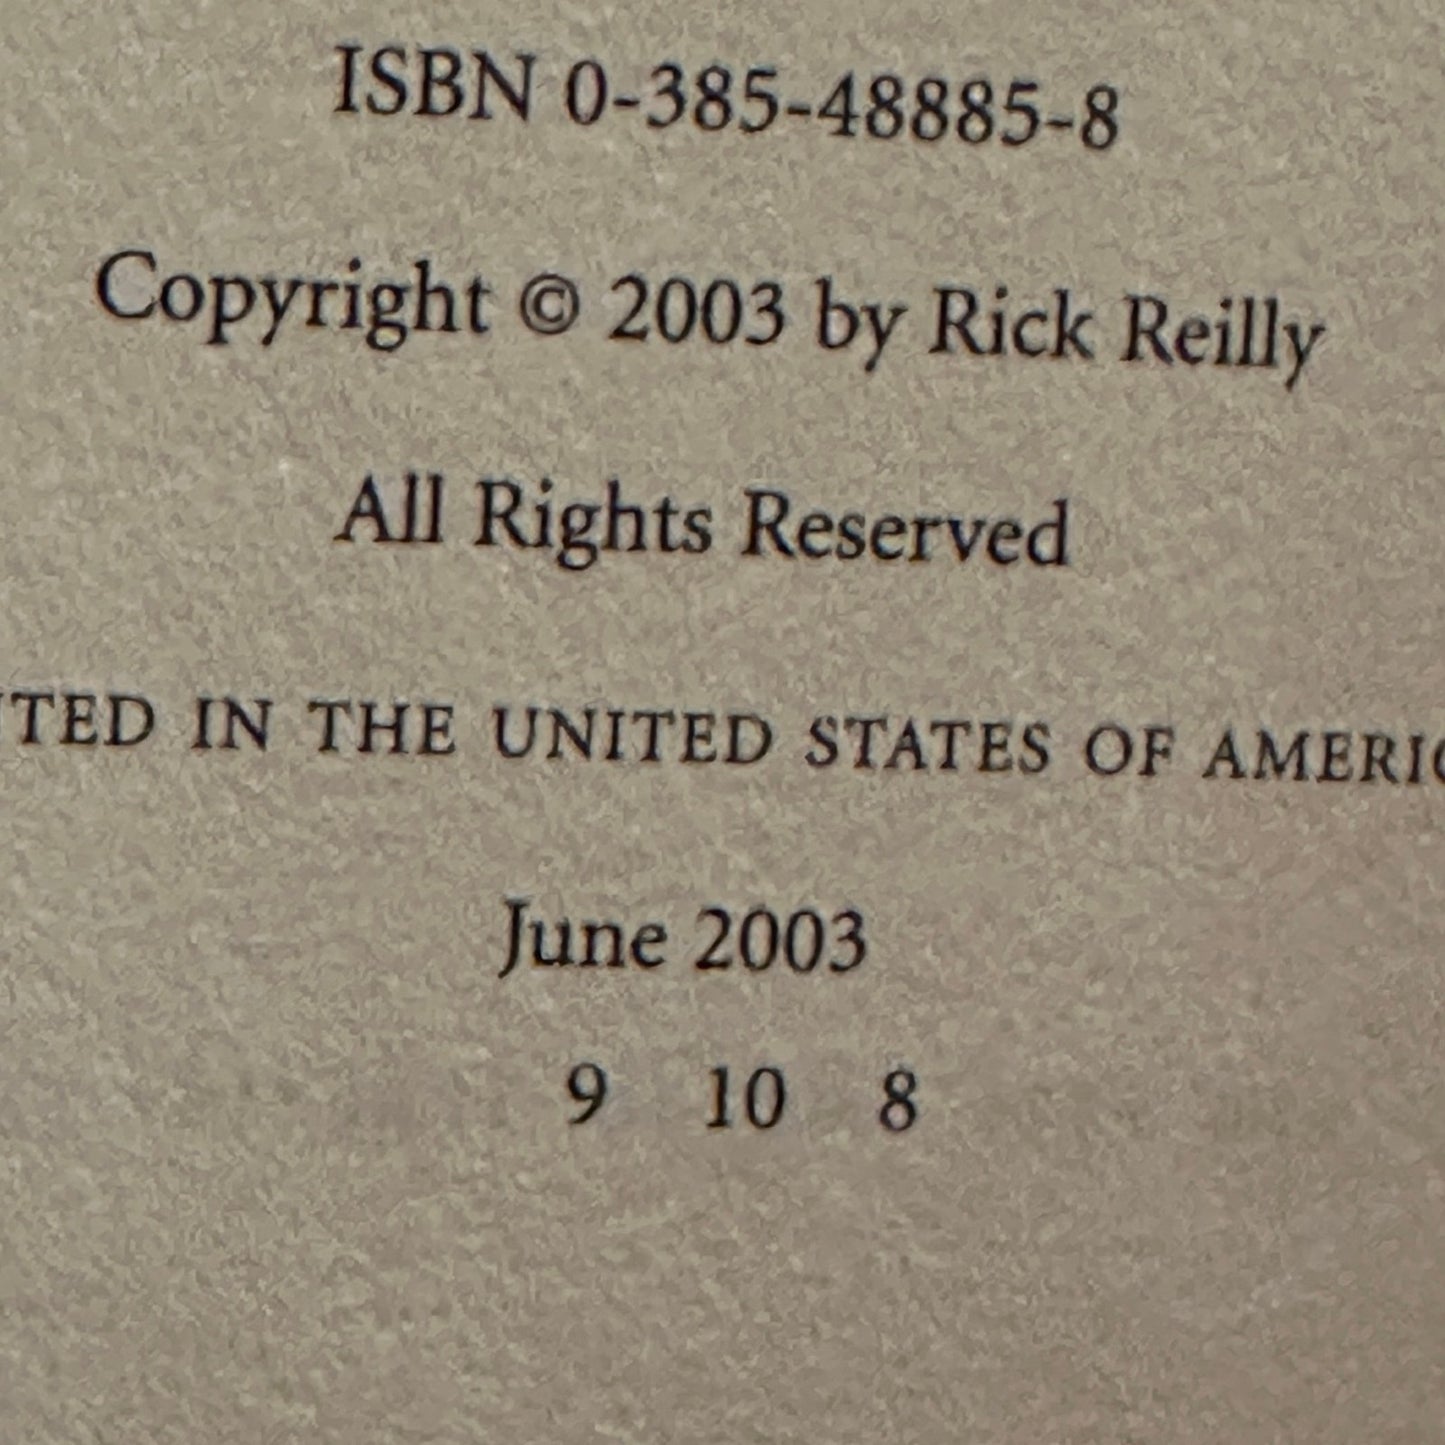 ISBN 0-385-48885-8
Copyright © 2003 by Rick Reilly
All Rights Reserved
TED IN THE UNITED STATES OF AMERIC
June 2003
9 10 8